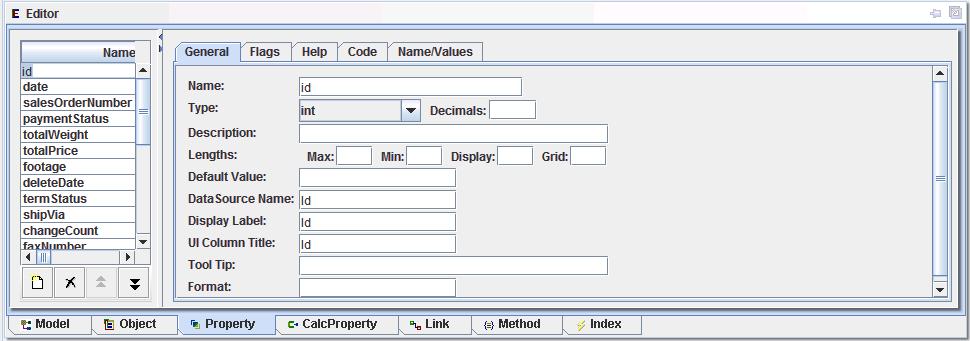 E Editor
Name
id
date
salesOrderNumber
paymentStatus
totalWeight
totalPrice
footage
deleteDate
termStatus
shipVia
changeCount
faxNumber
General Flags Help Code Name/Values
Name: id
Type: int Decimals:
Description:
Lengths: Max: Min: Display: Grid:
Default Value:
DataSource Name: Id
Display Label: Id
UI Column Title: Id
Tool Tip:
Format:
Model Object Property CalcProperty Link Method Index